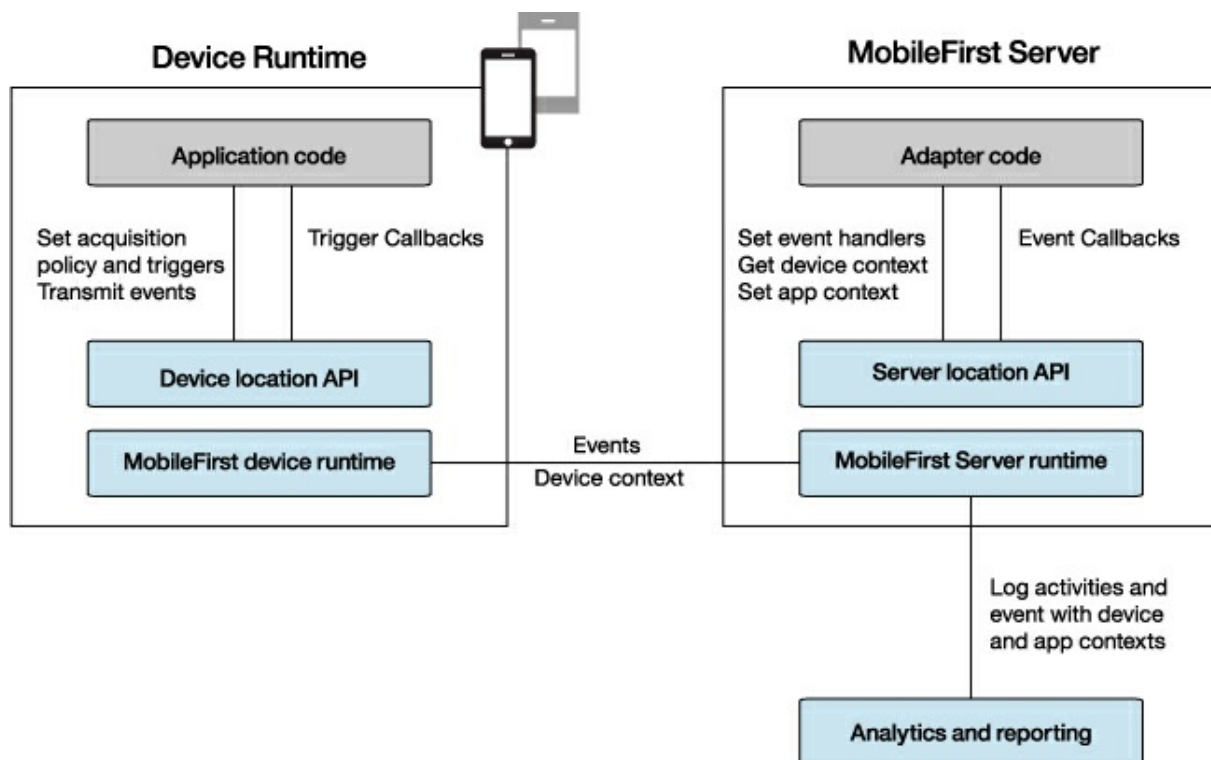 Device Runtime
MobileFirst Server
Application code
Adapter code
Set acquisition
policy and triggers
Transmit events
Trigger Callbacks
Set event handlers
Get device context
Set app context
Event Callbacks
Device location API
Server location API
MobileFirst device runtime
Events
Device context
MobileFirst Server runtime
Log activities and
event with device
and app contexts
Analytics and reporting